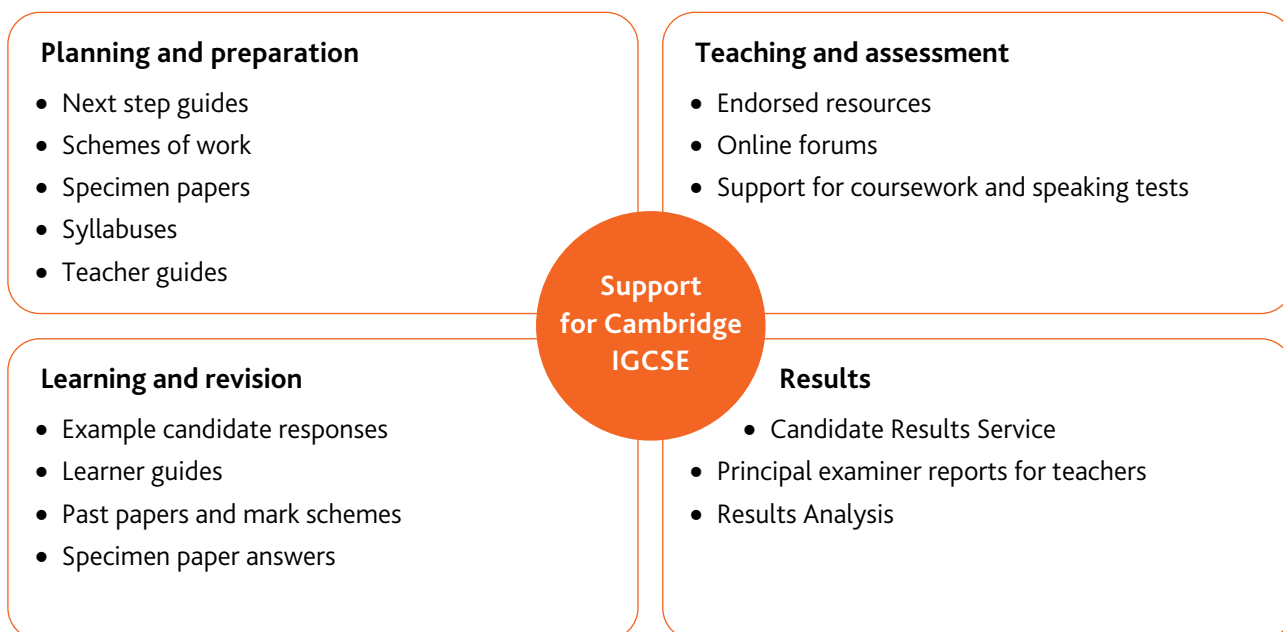 Planning and preparation
• Next step guides
• Schemes of work
• Specimen papers
• Syllabuses
• Teacher guides
Teaching and assessment
• Endorsed resources
• Online forums
• Support for coursework and speaking tests
Support
for Cambridge
IGCSE
Learning and revision
• Example candidate responses
• Learner guides
• Past papers and mark schemes
• Specimen paper answers
Results
• Candidate Results Service
• Principal examiner reports for teachers
• Results Analysis